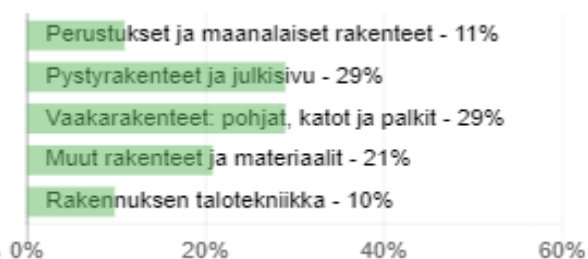 Perustukset ja maanalaiset rakenteet - 11%
Pystyrakenteet ja julkisivu - 29%
Vaakarakenteet: pohjat, katot ja palkit - 29%
Muut rakenteet ja materiaalit - 21%
Rakennuksen talotekniikka - 10%
0% 20% 40% 60%